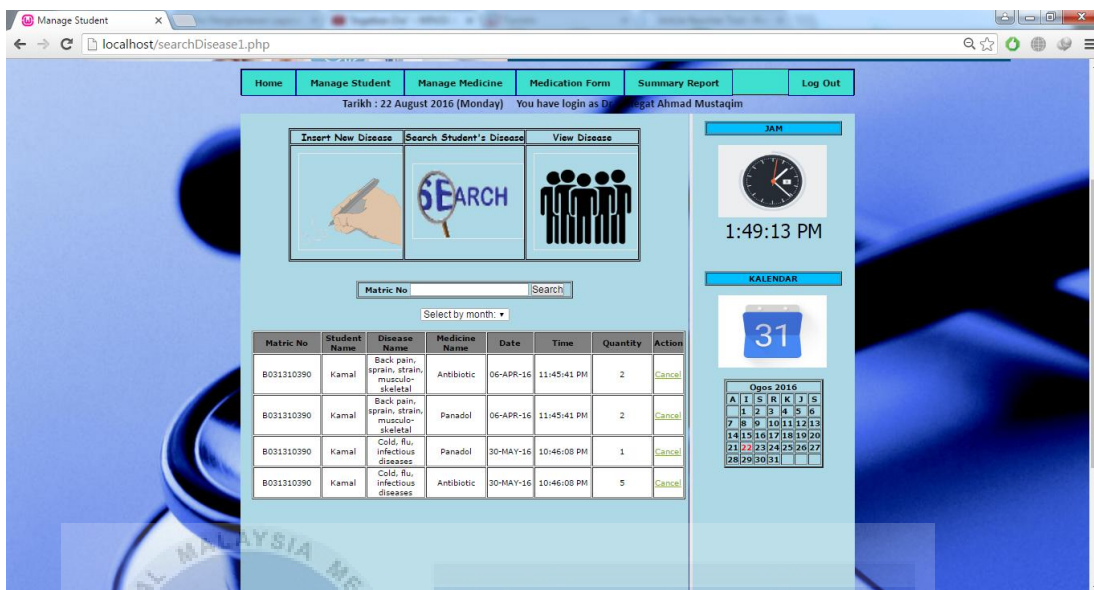 Manage Student
localhost/searchDisease1.php
Home Manage Student Manage Medicine Medication Form Summary Report Log Out
Tarikh : 22 August 2016 (Monday) You have login as Ahmad Mustaqim
Insert New Disease Search Student's Disease View Disease
SEARCH
Matric No Search
Select by month:
Matric No Student Name Disease Name Medicine Name Date Time Quantity Action
B031310390 Kamal Back pain, sprain, strain, musculo-skeletal Antibiotic 06-APR-16 11:45:41 PM 2 Cancel
B031310390 Kamal Back pain, sprain, strain, musculo-skeletal Panadol 06-APR-16 11:45:41 PM 2 Cancel
B031310390 Kamal Cold, flu, infectious diseases Panadol 30-MAY-16 10:46:08 PM 1 Cancel
B031310390 Kamal Cold, flu, infectious diseases Antibiotic 30-MAY-16 10:46:08 PM 5 Cancel
JAM
1:49:13 PM
KALENDAR
31
Ogos 2016
A I S R K J S
1 2 3 4 5 6
7 8 9 10 11 12 13
14 15 16 17 18 19 20
21 22 23 24 25 26 27
28 29 30 31
MALAYSIA